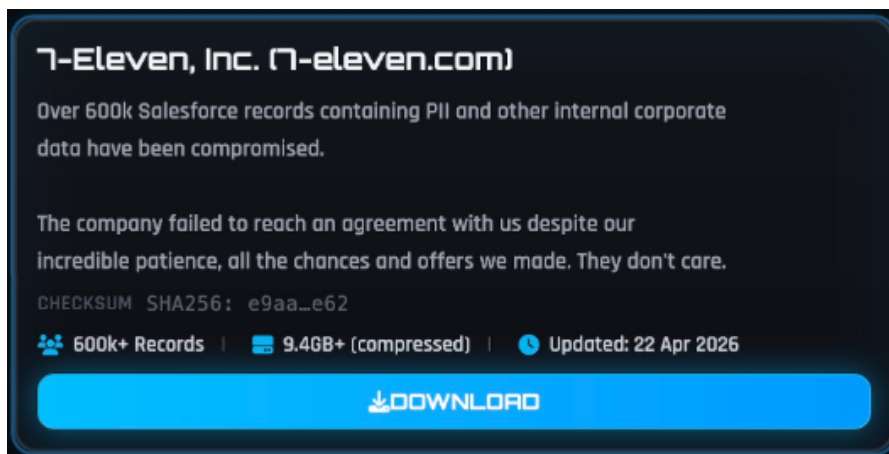 7-Eleven, Inc. (7-eleven.com)
Over 600k Salesforce records containing PII and other internal corporate
data have been compromised.
The company failed to reach an agreement with us despite our
incredible patience, all the chances and offers we made. They don't care.
CHECKSUM SHA256: e9aa…e62
600k+ Records | 9.4GB+ (compressed) | Updated: 22 Apr 2026
DOWNLOAD